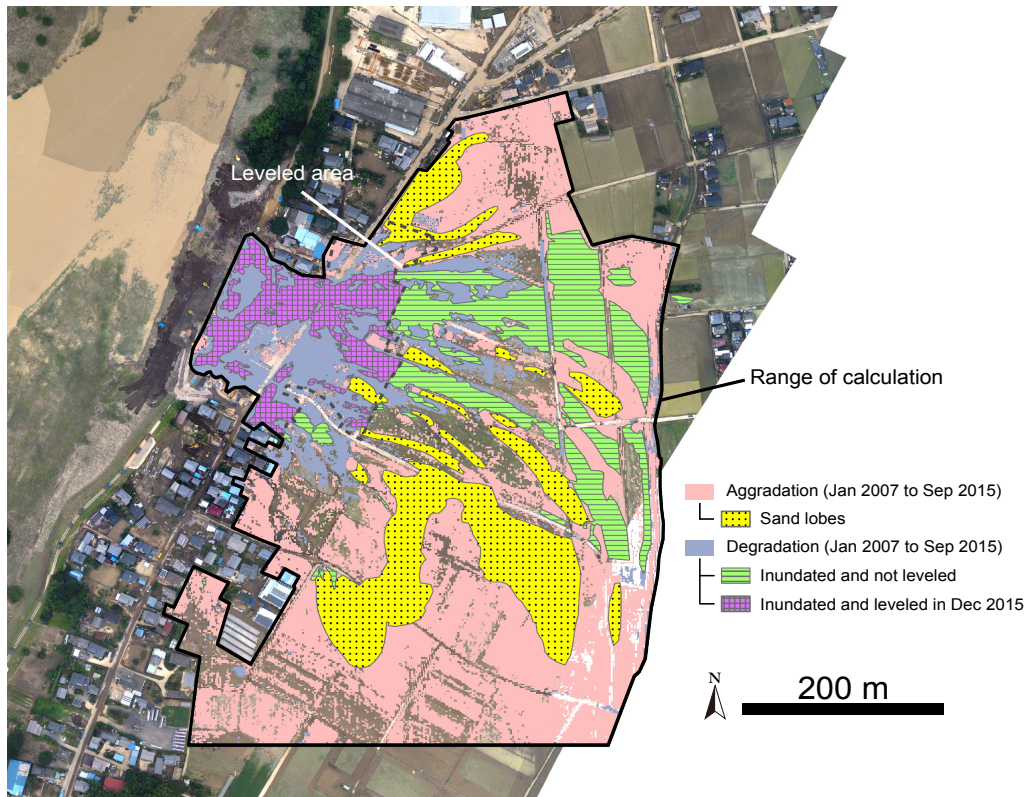 Leveled area
Range of calculation
Aggradation (Jan 2007 to Sep 2015)
Sand lobes
Degradation (Jan 2007 to Sep 2015)
Inundated and not leveled
Inundated and leveled in Dec 2015
N
200 m